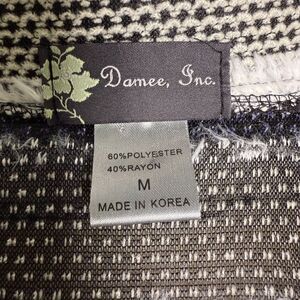 Damee, Inc.
60%POLYESTER
40%RAYON
M
MADE IN KOREA